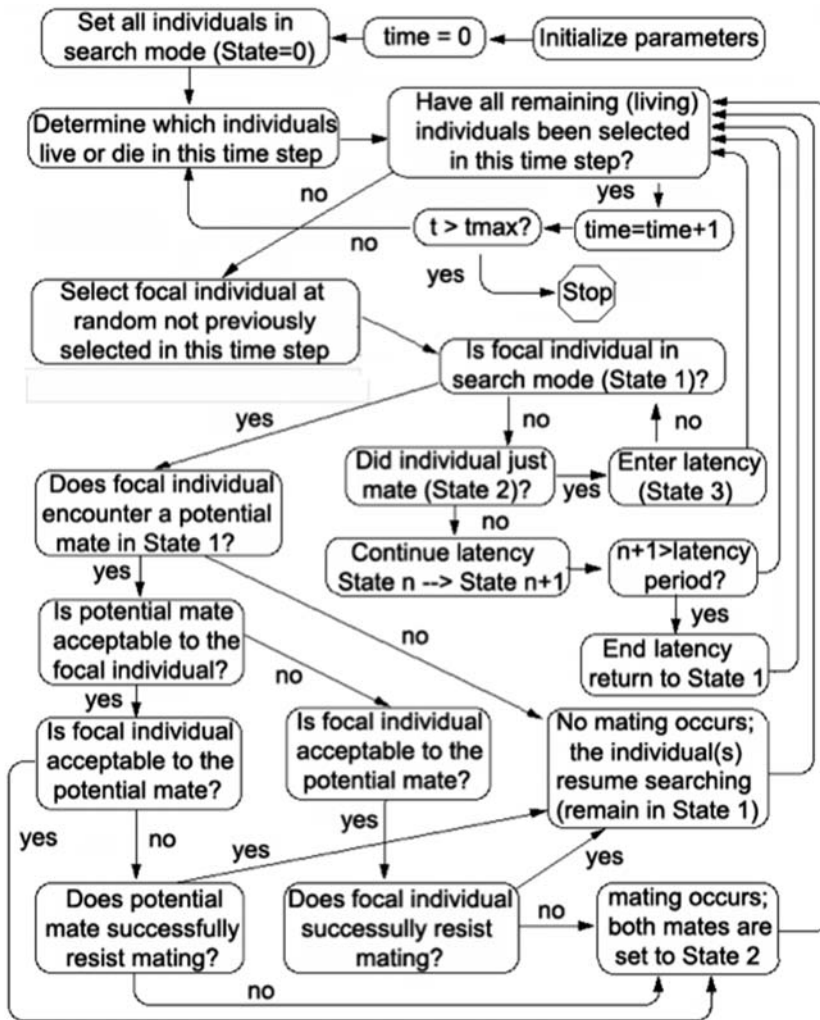 Set all individuals in
search mode (State=0)
time = 0
Initialize parameters
Determine which individuals
live or die in this time step
Have all remaining (living)
individuals been selected
in this time step?
no
yes
t > tmax?
time=time+1
no
yes
Stop
Select focal individual at
random not previously
selected in this time step
Is focal individual in
search mode (State 1)?
yes
no
no
Did individual just
mate (State 2)?
yes
Enter latency
(State 3)
Does focal individual
encounter a potential
mate in State 1?
no
Continue latency
State n --> State n+1
n+1>latency
period?
yes
no
yes
End latency
return to State 1
Is potential mate
acceptable to the
focal individual?
no
yes
Is focal individual
acceptable to the
potential mate?
Is focal individual
acceptable to the
potential mate?
No mating occurs;
the individual(s)
resume searching
(remain in State 1)
yes
no
yes
yes
yes
Does potential
mate successfully
resist mating?
Does focal individual
successully resist
mating?
no
mating occurs;
both mates are
set to State 2
no